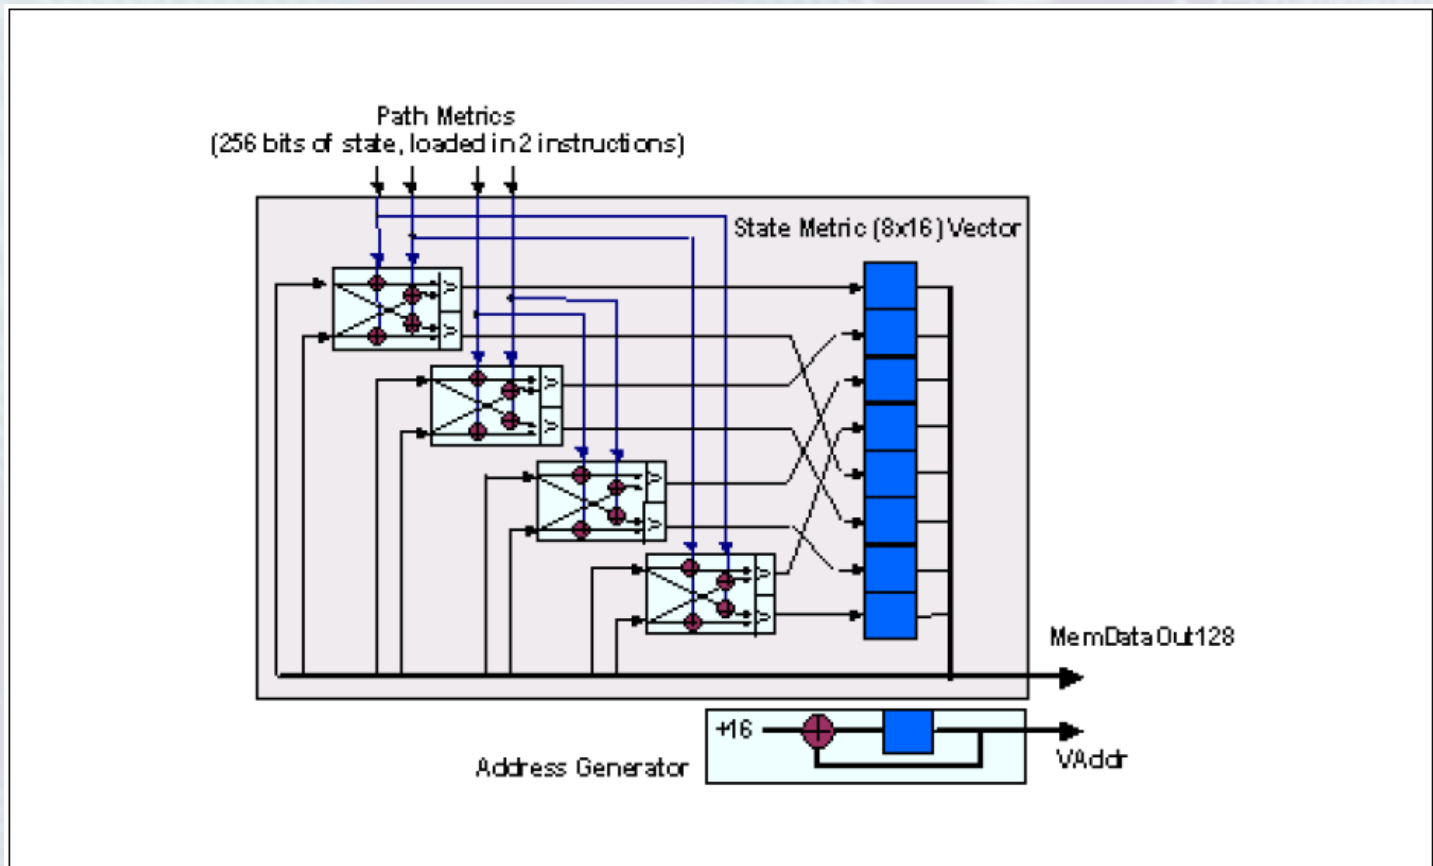 Path Metrics
(256 bits of state, loaded in 2 instructions)
State Metric (8x16) Vector
>
>
>
>
>
>
>
>
MemDataOut128
+16
VAddr
Address Generator